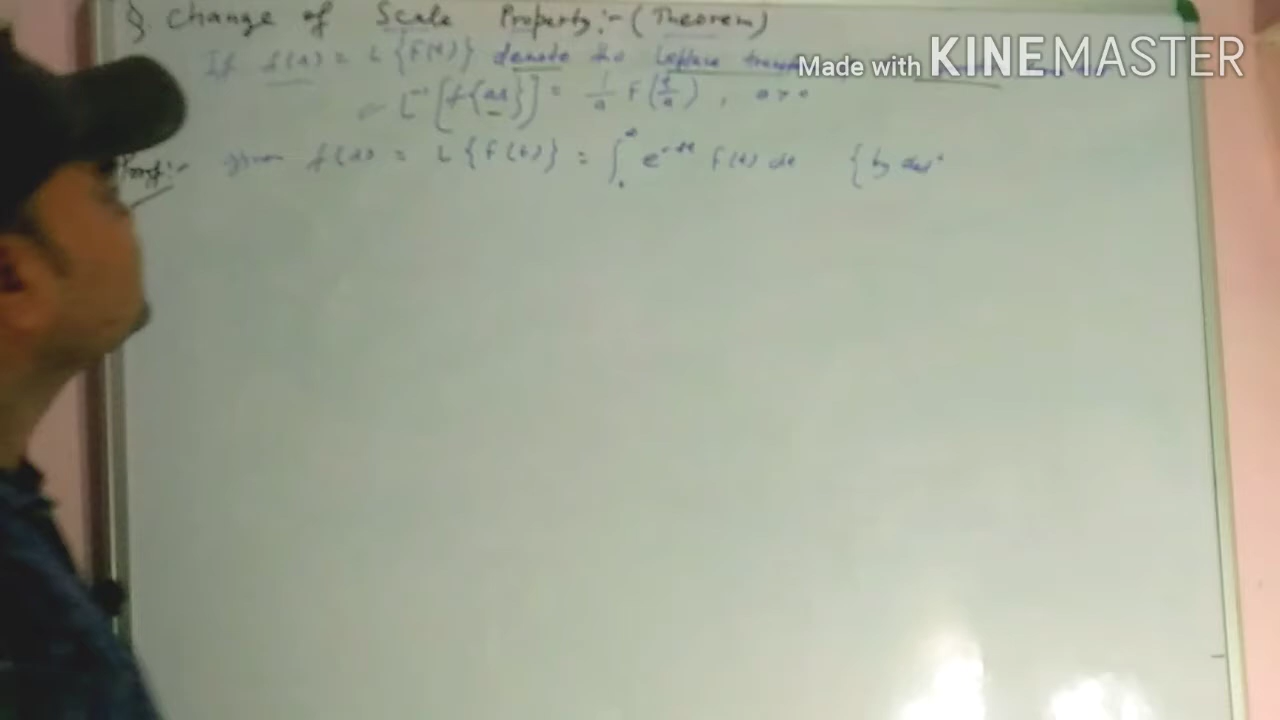 § Change of Scale Property:- (Theorem)
If f(s) = L{F(t)} denote the Laplace
Made with KINEMASTER
L⁻¹[f{as}] = 1/a F(t/a), a>0
Proof:- given f(s) = L{F(t)} = ∫₀^∞ e^{-st} F(t) dt {by def.